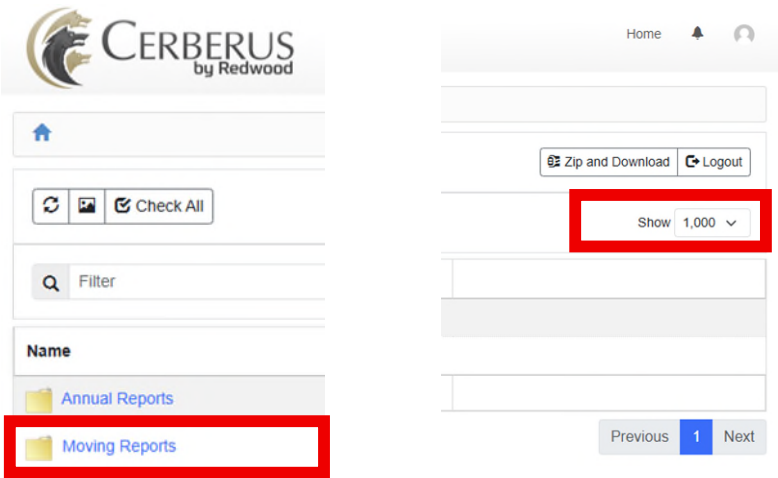 CERBERUS
by Redwood
Home
Zip and Download
Logout
Check All
Show 1,000
Filter
Name
Annual Reports
Moving Reports
Previous 1 Next